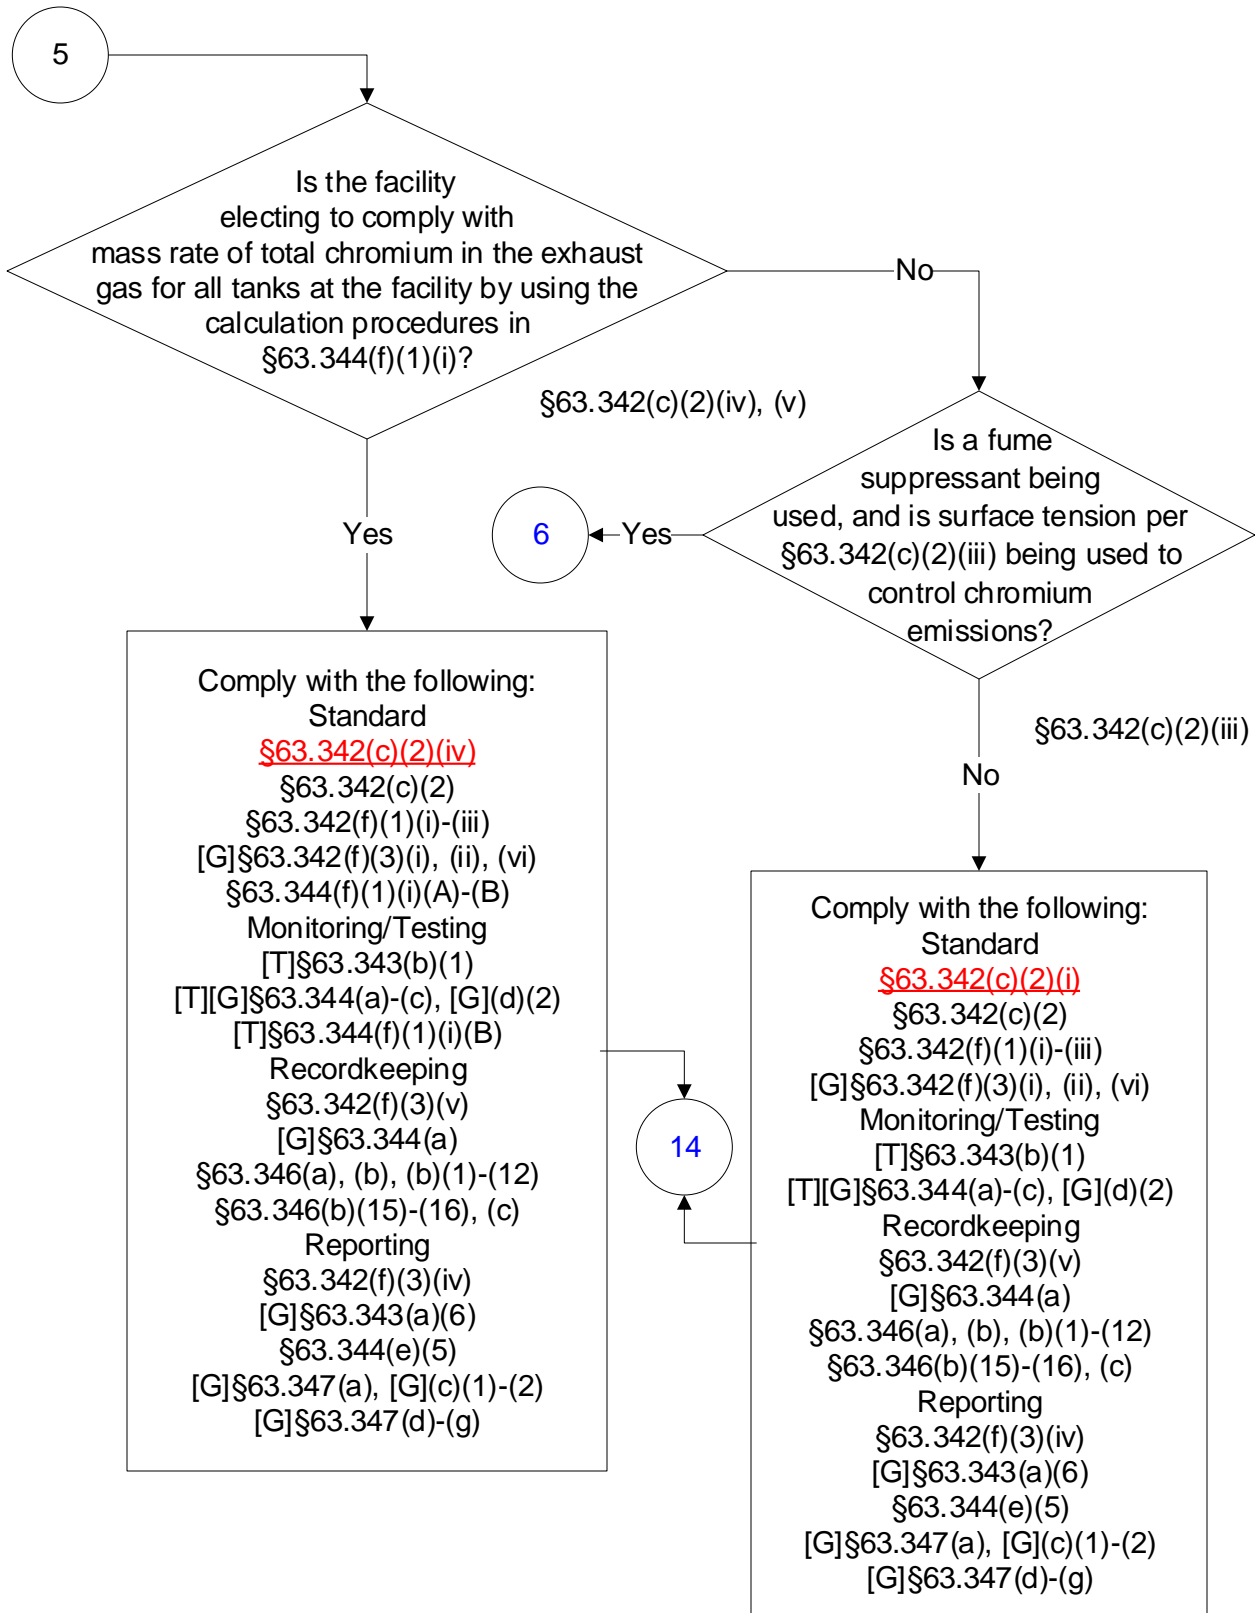 5
Is the facility
electing to comply with
mass rate of total chromium in the exhaust
gas for all tanks at the facility by using the
calculation procedures in
§63.344(f)(1)(i)?
No
§63.342(c)(2)(iv), (v)
Is a fume
suppressant being
used, and is surface tension per
§63.342(c)(2)(iii) being used to
control chromium
emissions?
Yes
6
Yes
§63.342(c)(2)(iii)
No
Comply with the following:
Standard
§63.342(c)(2)(iv)
§63.342(c)(2)
§63.342(f)(1)(i)-(iii)
[G]§63.342(f)(3)(i), (ii), (vi)
§63.344(f)(1)(i)(A)-(B)
Monitoring/Testing
[T]§63.343(b)(1)
[T][G]§63.344(a)-(c), [G](d)(2)
[T]§63.344(f)(1)(i)(B)
Recordkeeping
§63.342(f)(3)(v)
[G]§63.344(a)
§63.346(a), (b), (b)(1)-(12)
§63.346(b)(15)-(16), (c)
Reporting
§63.342(f)(3)(iv)
[G]§63.343(a)(6)
§63.344(e)(5)
[G]§63.347(a), [G](c)(1)-(2)
[G]§63.347(d)-(g)
14
Comply with the following:
Standard
§63.342(c)(2)(i)
§63.342(c)(2)
§63.342(f)(1)(i)-(iii)
[G]§63.342(f)(3)(i), (ii), (vi)
Monitoring/Testing
[T]§63.343(b)(1)
[T][G]§63.344(a)-(c), [G](d)(2)
Recordkeeping
§63.342(f)(3)(v)
[G]§63.344(a)
§63.346(a), (b), (b)(1)-(12)
§63.346(b)(15)-(16), (c)
Reporting
§63.342(f)(3)(iv)
[G]§63.343(a)(6)
§63.344(e)(5)
[G]§63.347(a), [G](c)(1)-(2)
[G]§63.347(d)-(g)